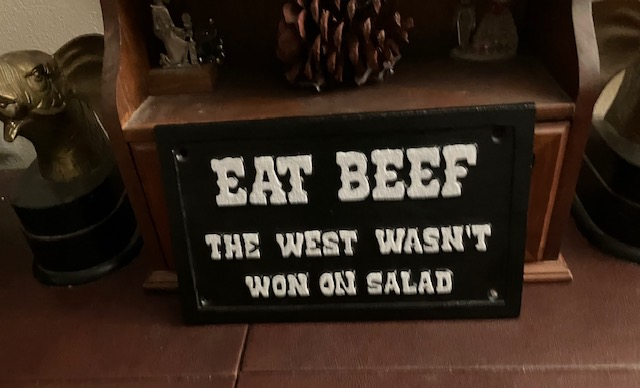 EAT BEEF
THE WEST WASN'T
WON ON SALAD